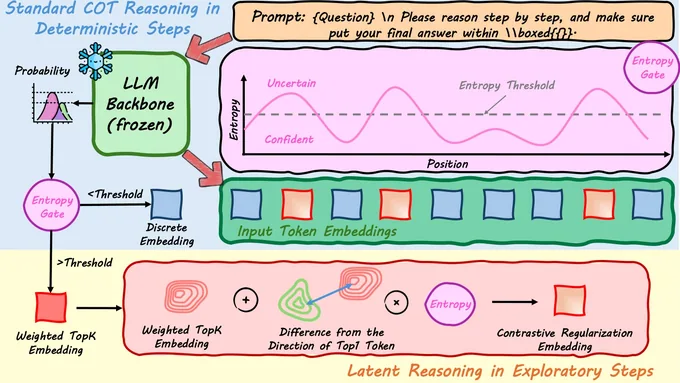 Standard COT Reasoning in
Deterministic Steps
Prompt: {Question} \n Please reason step by step, and make sure
put your final answer within \\boxed{{}}.
Probability
LLM
Backbone
(frozen)
Entropy
Uncertain
Confident
Entropy Threshold
Position
Entropy
Gate
Entropy
Gate
<Threshold
Discrete
Embedding
Input Token Embeddings
>Threshold
Weighted TopK
Embedding
Weighted TopK
Embedding
+
Difference from the
Direction of Top1 Token
×
Entropy
Contrastive Regularization
Embedding
Latent Reasoning in Exploratory Steps